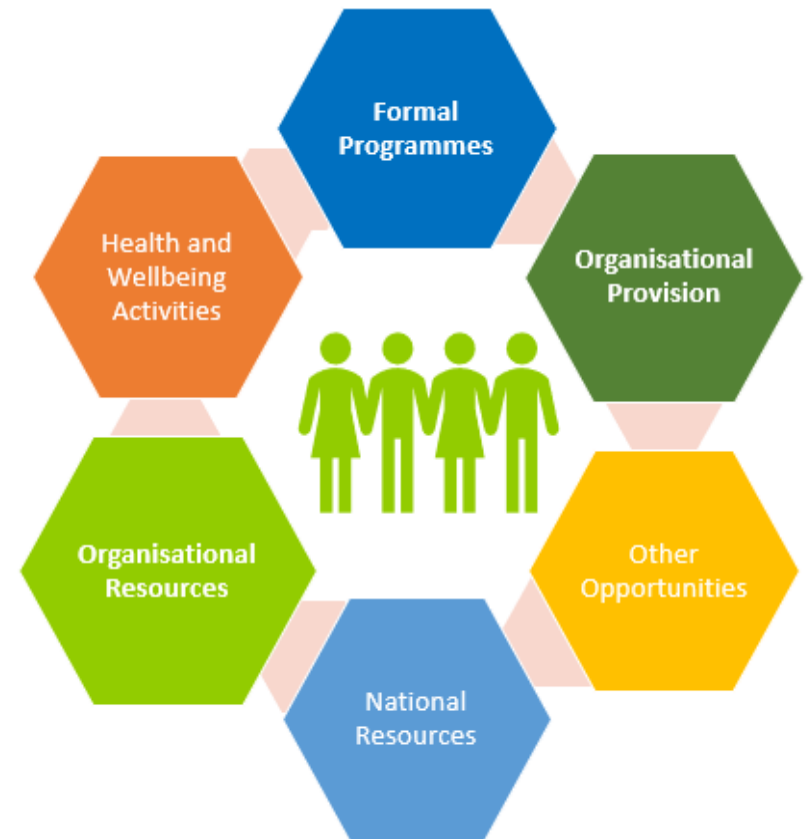 Formal
Programmes
Organisational
Provision
Other
Opportunities
National
Resources
Organisational
Resources
Health and
Wellbeing
Activities